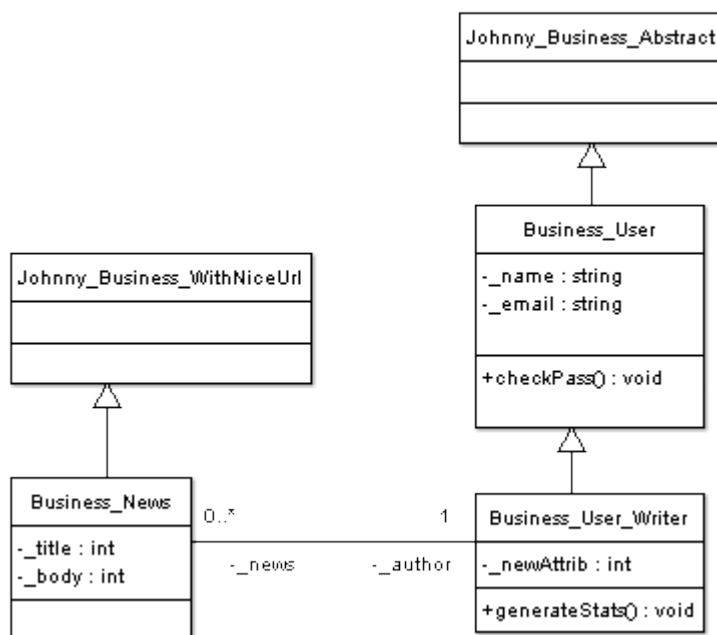 Johnny_Business_Abstract
Business_User
-_name : string
-_email : string
+checkPass() : void
Johnny_Business_WithNiceUrl
Business_News
-_title : int
-_body : int
0..*
1
-_news
-_author
Business_User_Writer
-_newAttrib : int
+generateStats() : void